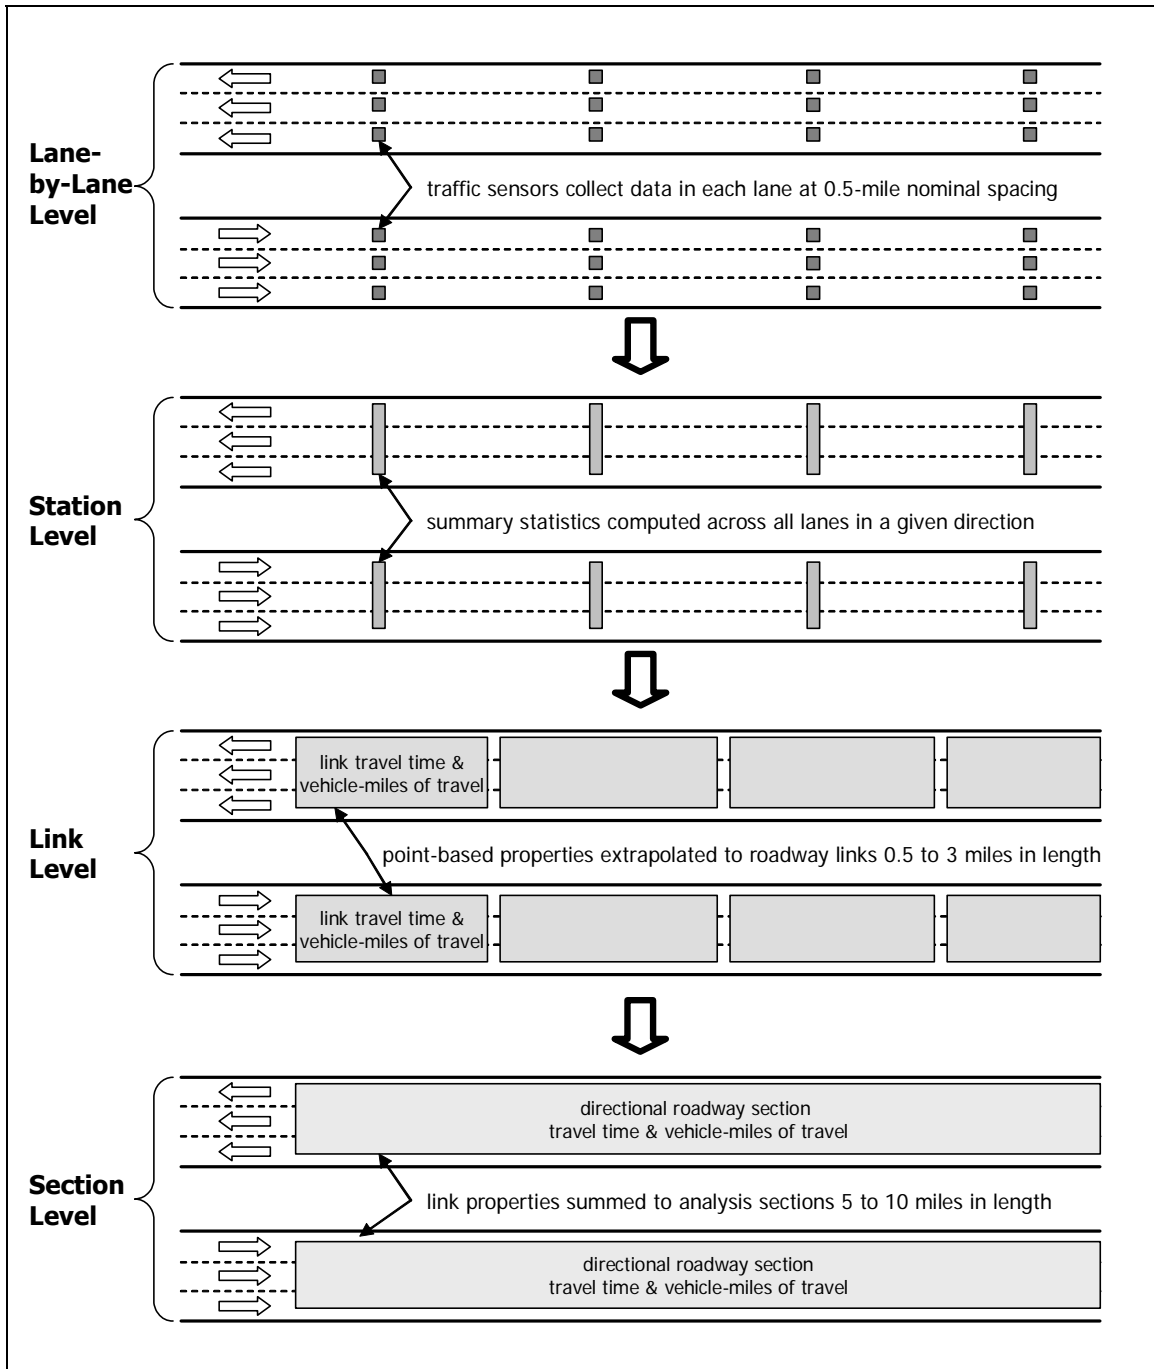 Lane-
by-Lane
Level
traffic sensors collect data in each lane at 0.5-mile nominal spacing
Station
Level
summary statistics computed across all lanes in a given direction
Link
Level
link travel time &
vehicle-miles of travel
point-based properties extrapolated to roadway links 0.5 to 3 miles in length
link travel time &
vehicle-miles of travel
Section
Level
directional roadway section
travel time & vehicle-miles of travel
link properties summed to analysis sections 5 to 10 miles in length
directional roadway section
travel time & vehicle-miles of travel